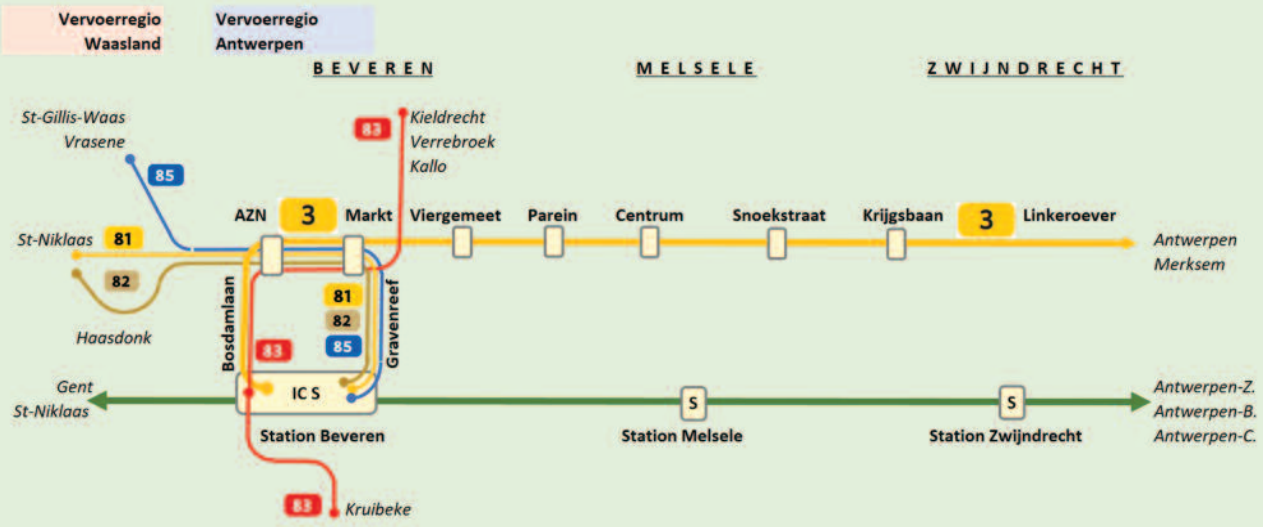 Vervoerregio
Waasland
Vervoerregio
Antwerpen
BEVEREN
MELSELE
ZWIJNDRECHT
St-Gillis-Waas
Vrasene
85
83
Kieldrecht
Verrebroek
Kallo
AZN
3
Markt
Viergemeet
Parein
Centrum
Snoekstraat
Krijgsbaan
3
Linkeroever
St-Niklaas
81
82
Haasdonk
Antwerpen
Merksem
Bosdamlaan
83
81
82
85
Gravenreef
Gent
St-Niklaas
IC S
S
S
Station Beveren
Station Melsele
Station Zwijndrecht
Antwerpen-Z.
Antwerpen-B.
Antwerpen-C.
83
Kruibeke